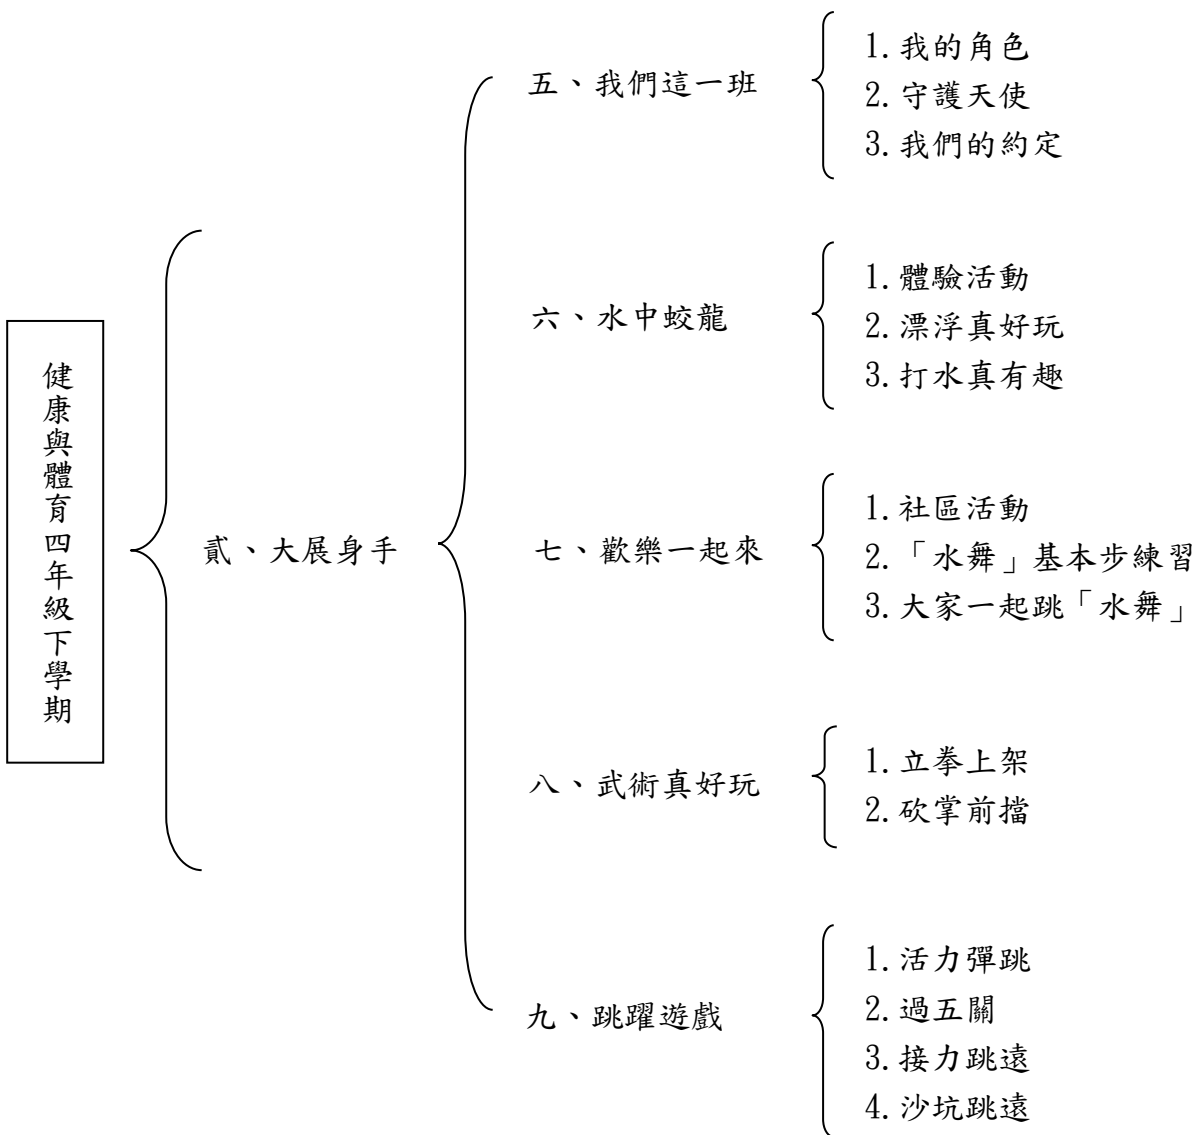 健康與體育四年級下學期
貳、大展身手
五、我們這一班
1.我的角色
2.守護天使
3.我們的約定
六、水中蛟龍
1.體驗活動
2.漂浮真好玩
3.打水真有趣
七、歡樂一起來
1.社區活動
2.「水舞」基本步練習
3.大家一起跳「水舞」
八、武術真好玩
1.立拳上架
2.砍掌前擋
九、跳躍遊戲
1.活力彈跳
2.過五關
3.接力跳遠
4.沙坑跳遠